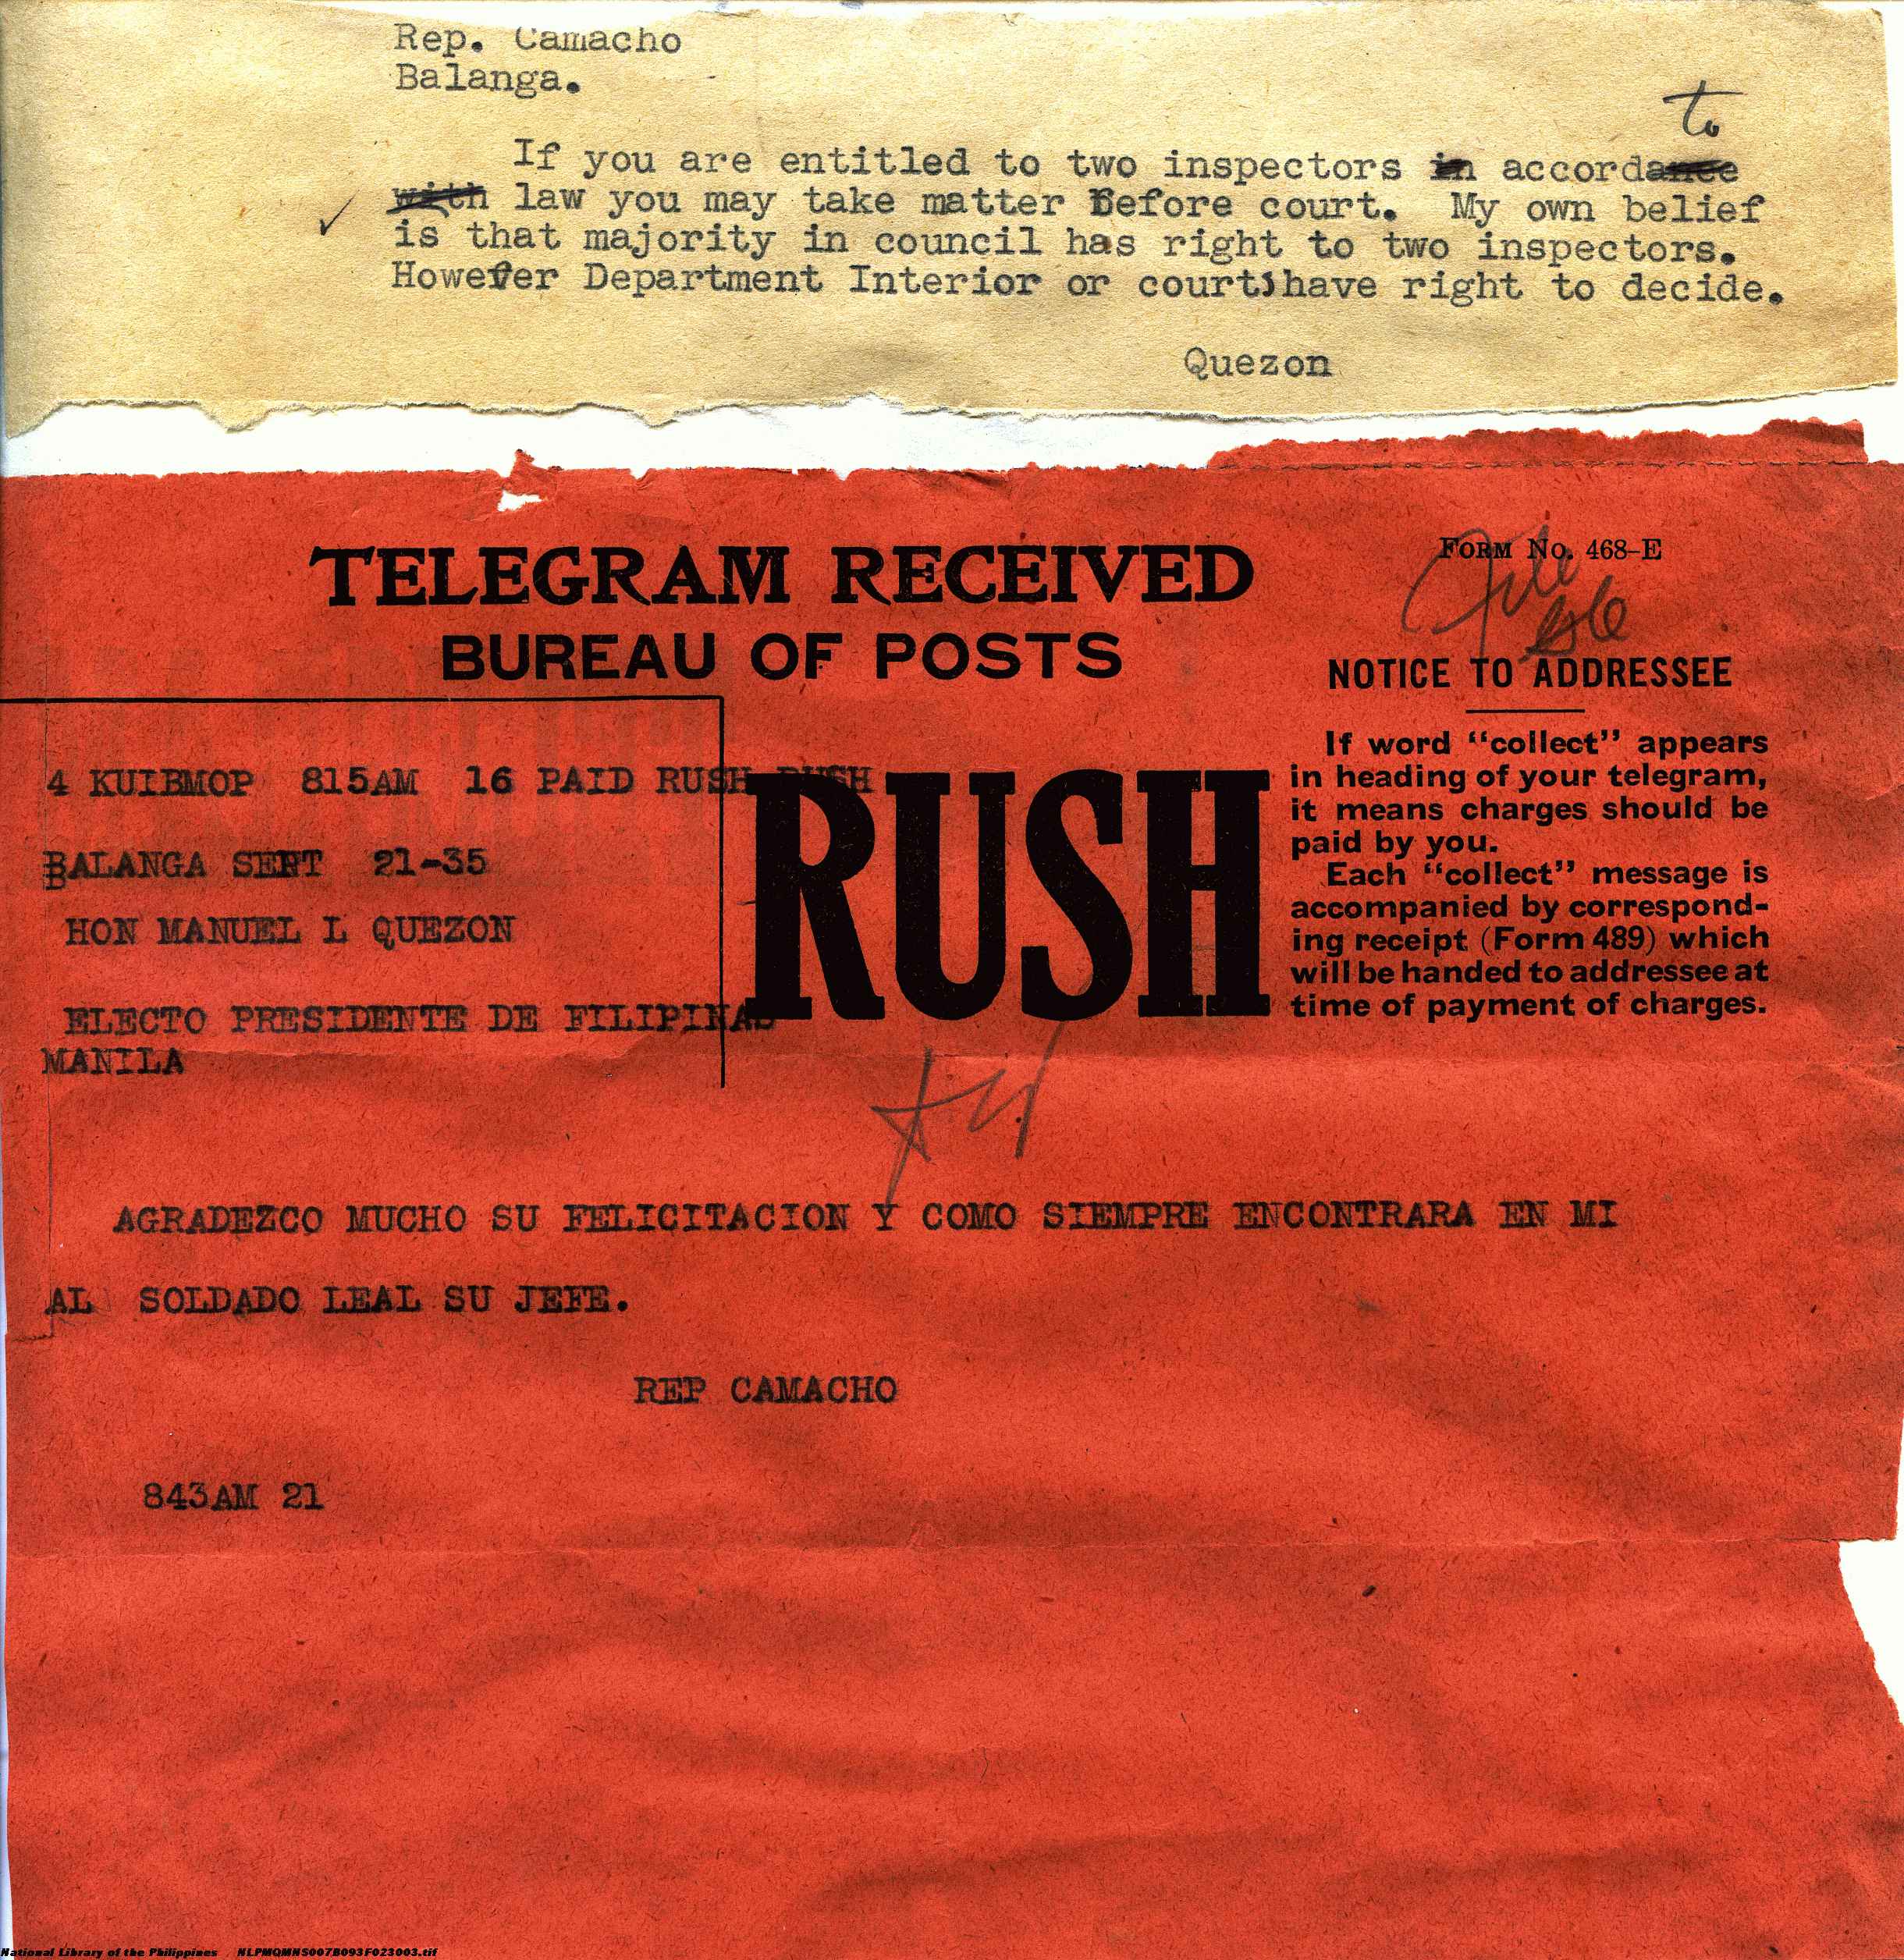 Rep. Camacho
Balanga.
to
If you are entitled to two inspectors in accordance
with law you may take matter before court. My own belief
is that majority in council has right to two inspectors.
However Department Interior or courts have right to decide.
Quezon
TELEGRAM RECEIVED
BUREAU OF POSTS
FORM No. 468-E
File
NOTICE TO ADDRESSEE
If word "collect" appears
in heading of your telegram,
it means charges should be
paid by you.
Each "collect" message is
accompanied by correspond-
ing receipt (Form 489) which
will be handed to addressee at
time of payment of charges.
RUSH
4 KUIBMOP 815AM 16 PAID RUSH RUSH
BALANGA SEPT 21-35
HON MANUEL L QUEZON
ELECTO PRESIDENTE DE FILIPINAS
MANILA
AGRADEZCO MUCHO SU FELICITACION Y COMO SIEMPRE ENCONTRARA EN MI
AL SOLDADO LEAL SU JEFE.
REP CAMACHO
843AM 21
National Library of the Philippines NLPMQMNS007B093F023003.tif